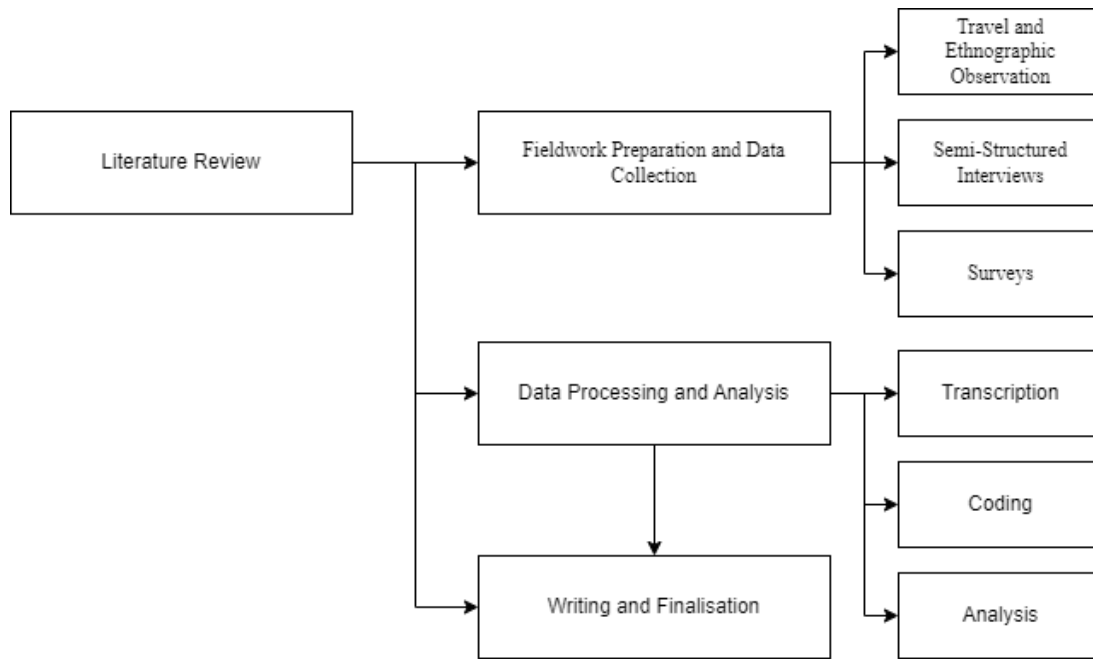 Travel and
Ethnographic
Observation
Literature Review
Fieldwork Preparation and Data
Collection
Semi-Structured
Interviews
Surveys
Data Processing and Analysis
Transcription
Coding
Writing and Finalisation
Analysis